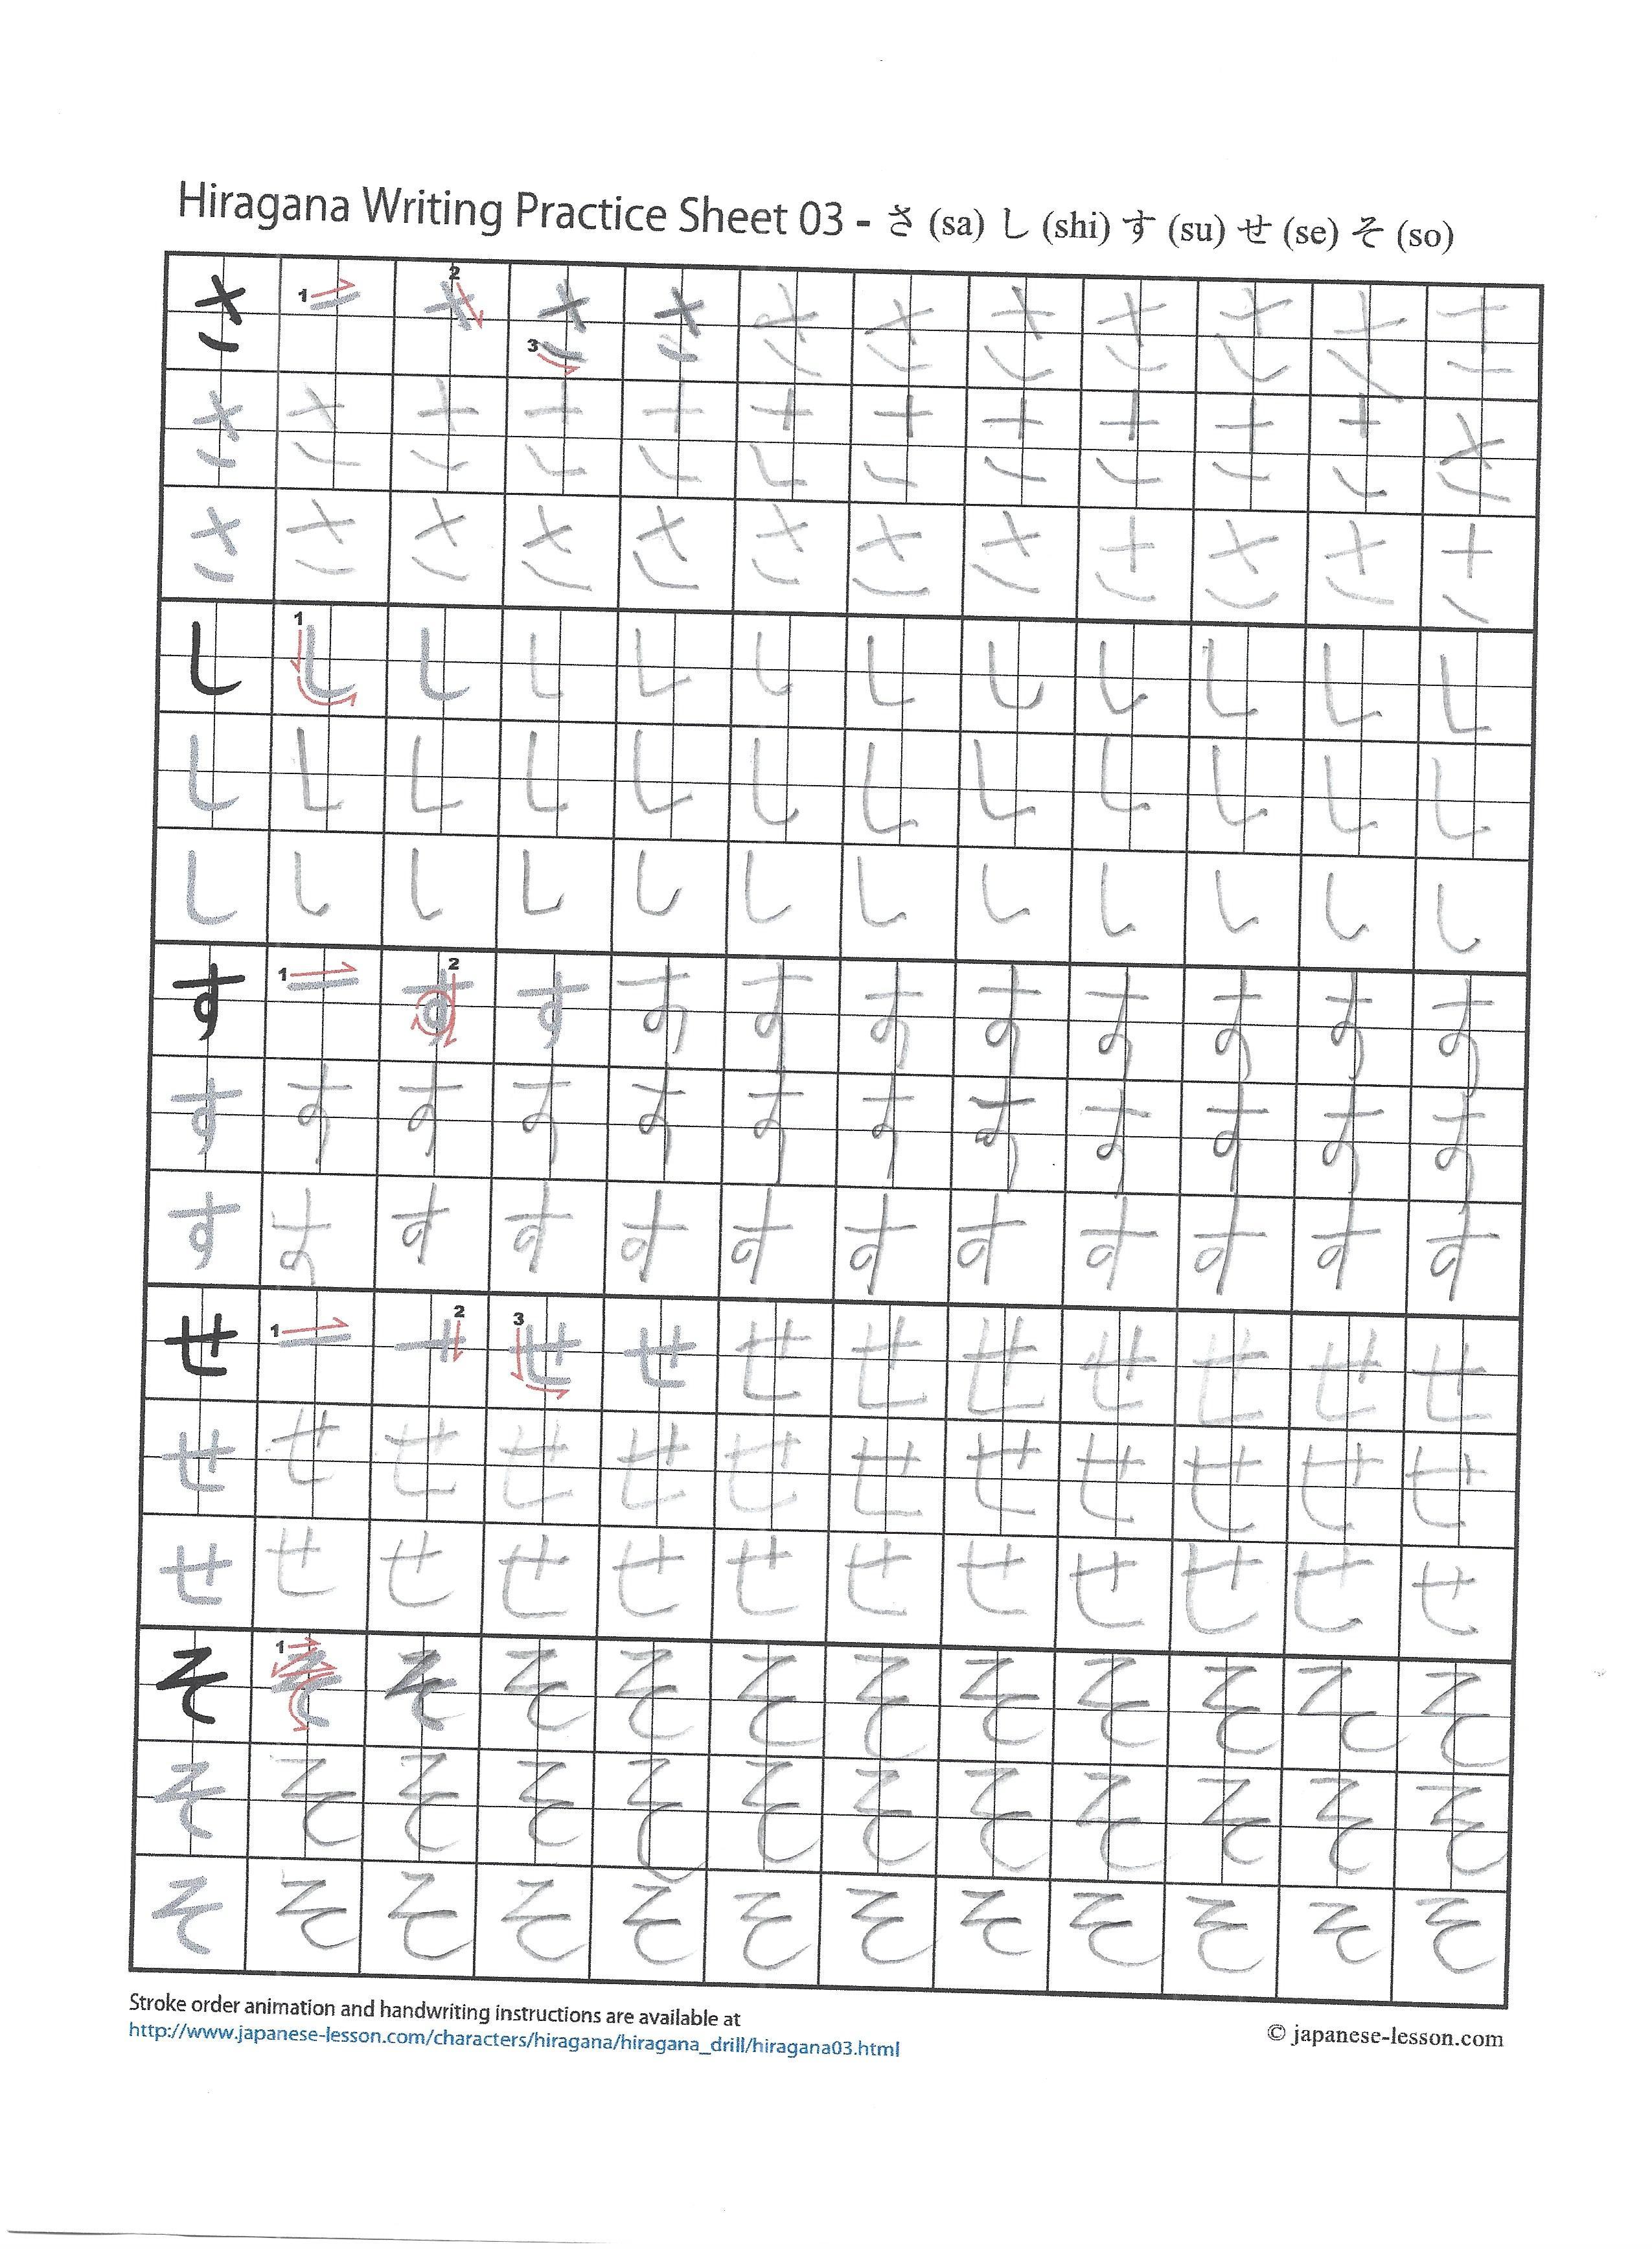 Hiragana Writing Practice Sheet 03 - さ (sa) し (shi) す (su) せ (se) そ (so)
さ 1 2 3 さ さ さ さ さ さ さ さ さ
さ さ さ さ さ さ さ さ さ さ さ さ
さ さ さ さ さ さ さ さ さ さ さ さ
し 1 し し し し し し し し し し し
し し し し し し し し し し し し
し し し し し し し し し し し し
す 1 2 す す す す す す す す す す
す す す す す す す す す す す す
す す す す す す す す す す す す
せ 1 2 3 せ せ せ せ せ せ せ せ せ
せ せ せ せ せ せ せ せ せ せ せ せ
せ せ せ せ せ せ せ せ せ せ せ せ
そ 1 そ そ そ そ そ そ そ そ そ そ そ
そ そ そ そ そ そ そ そ そ そ そ そ
そ そ そ そ そ そ そ そ そ そ そ そ
Stroke order animation and handwriting instructions are available at
http://www.japanese-lesson.com/characters/hiragana/hiragana_drill/hiragana03.html
© japanese-lesson.com